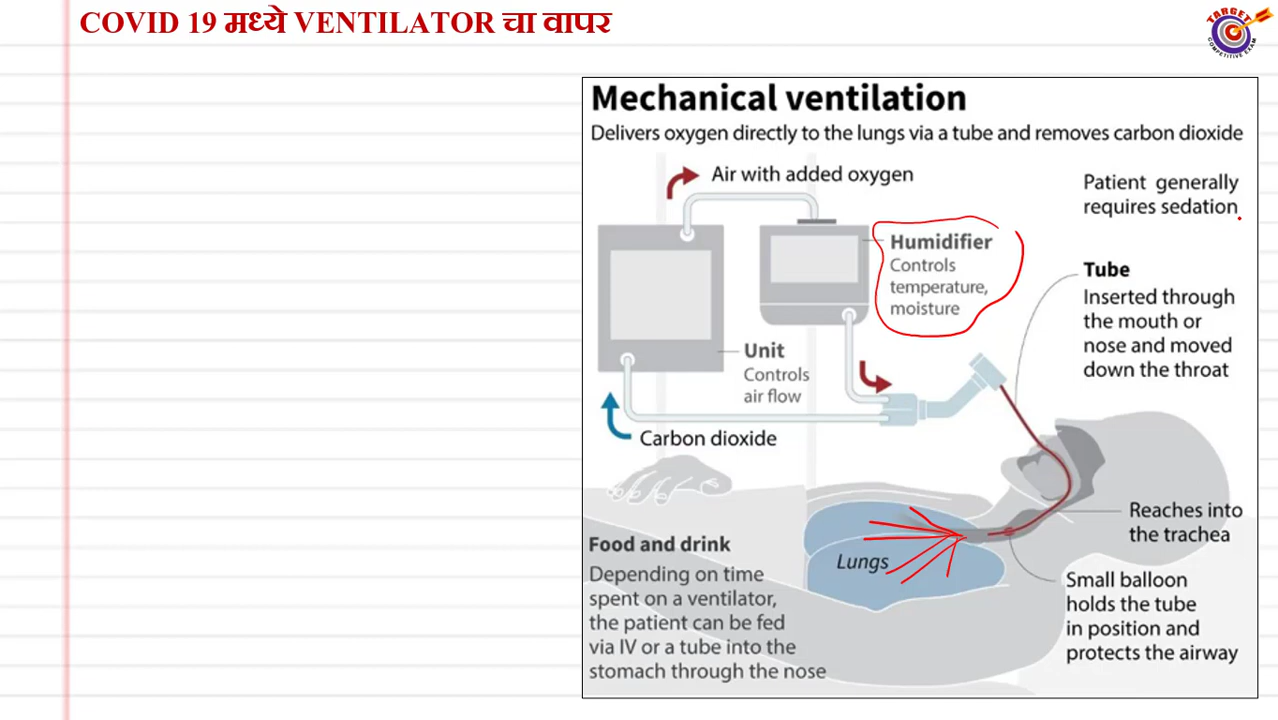 COVID 19 मध्ये VENTILATOR चा वापर
TARGET
COMPETITIVE EXAM
Mechanical ventilation
Delivers oxygen directly to the lungs via a tube and removes carbon dioxide
Air with added oxygen
Patient generally
requires sedation
Humidifier
Controls
temperature,
moisture
Tube
Inserted through
the mouth or
nose and moved
down the throat
Unit
Controls
air flow
Carbon dioxide
Reaches into
the trachea
Food and drink
Depending on time
spent on a ventilator,
the patient can be fed
via IV or a tube into the
stomach through the nose
Lungs
Small balloon
holds the tube
in position and
protects the airway